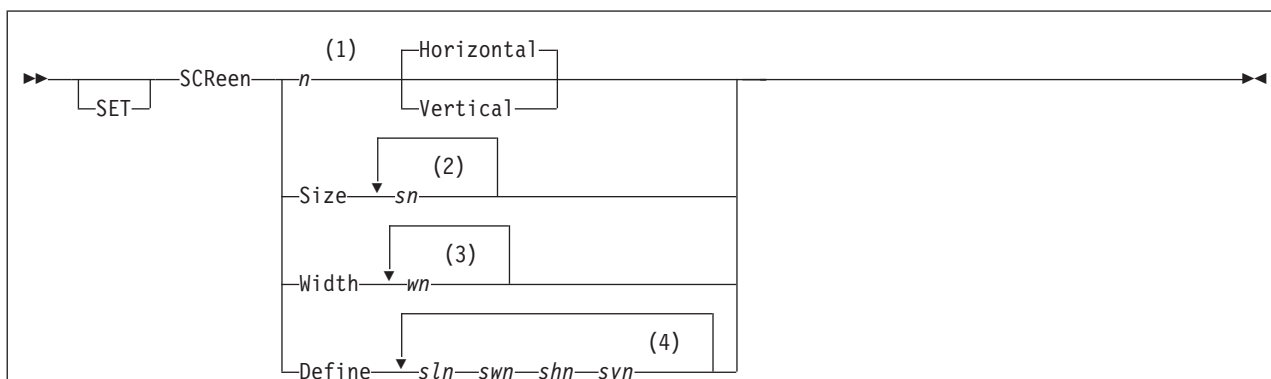 (1) Horizontal
SCReen n
SET Vertical
(2)
Size sn
(3)
Width wn
(4)
Define sln swn shn svn